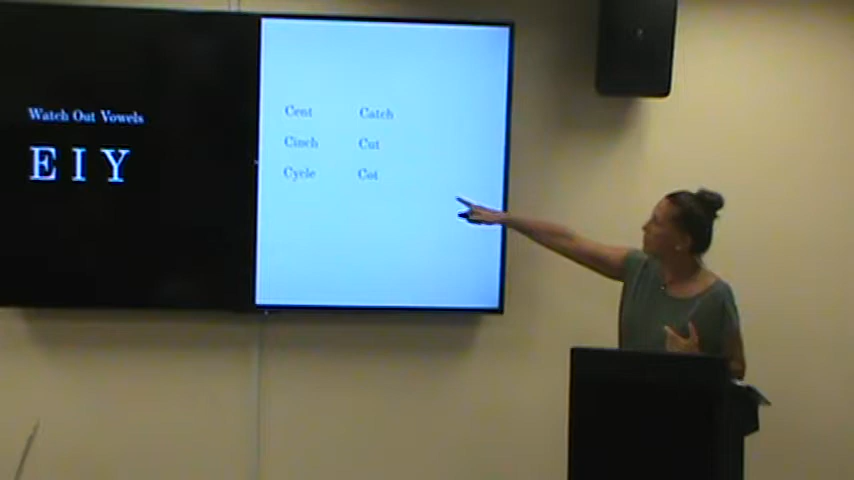 Watch Out Vowels
E I Y
Cent Catch
Cinch Cut
Cycle Cot